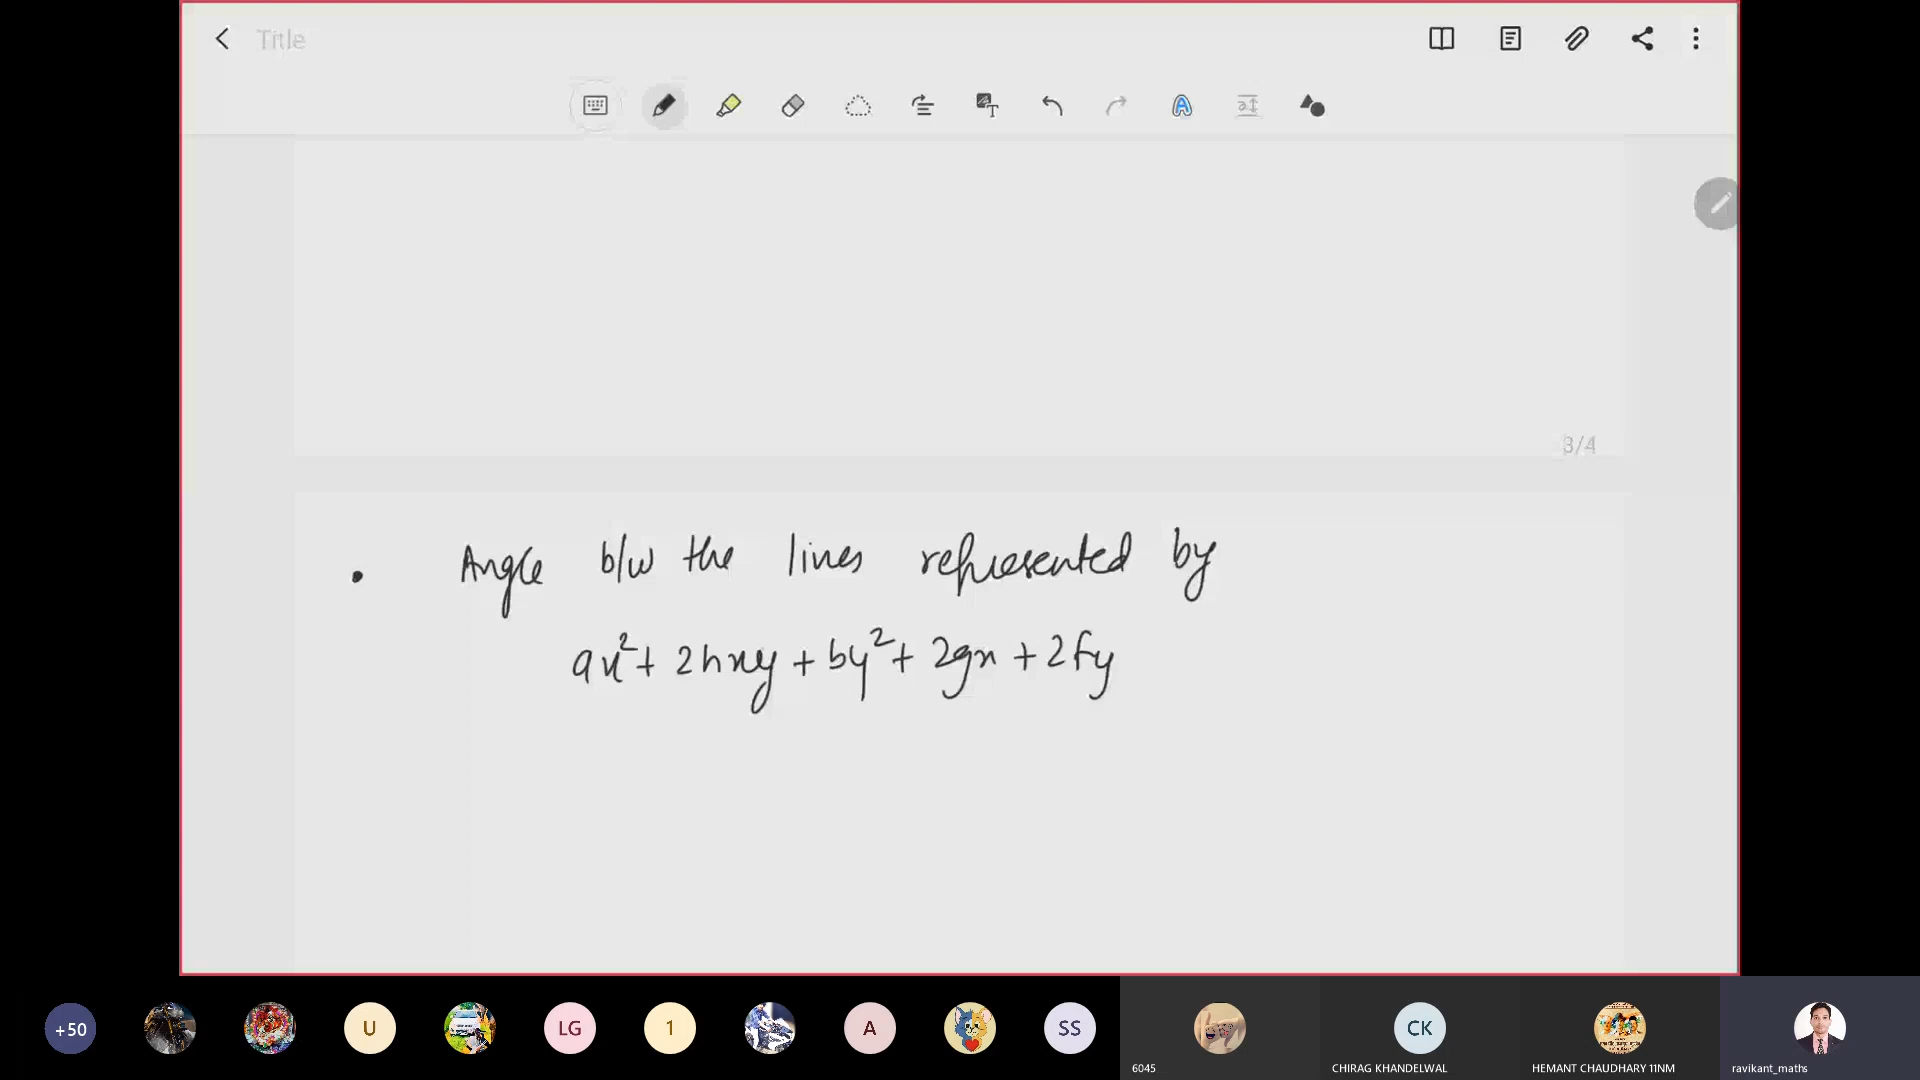 Title
3/4
• Angle b/w the lines represented by
ax²+ 2hxy + by²+ 2gx + 2fy
+50
U
LG
1
A
SS
CK
6045
CHIRAG KHANDELWAL
HEMANT CHAUDHARY 11NM
ravikant_maths